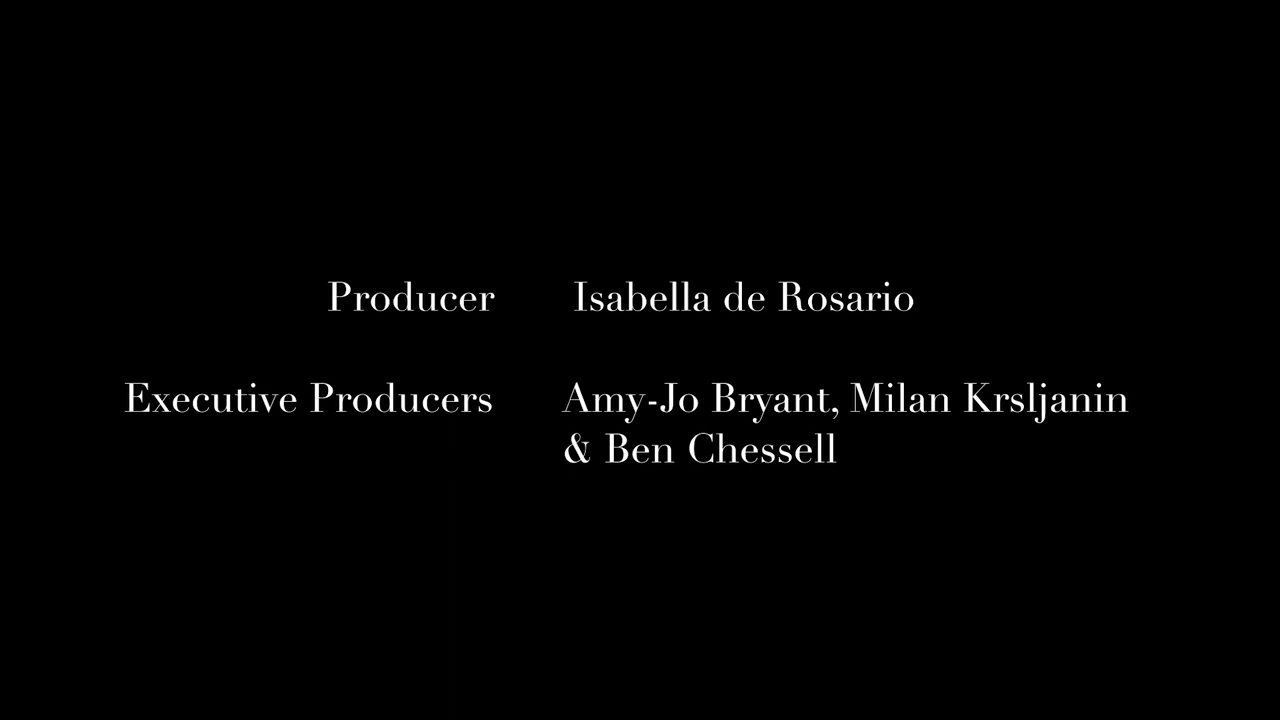 Producer Isabella de Rosario
Executive Producers Amy-Jo Bryant, Milan Krsljanin
& Ben Chessell